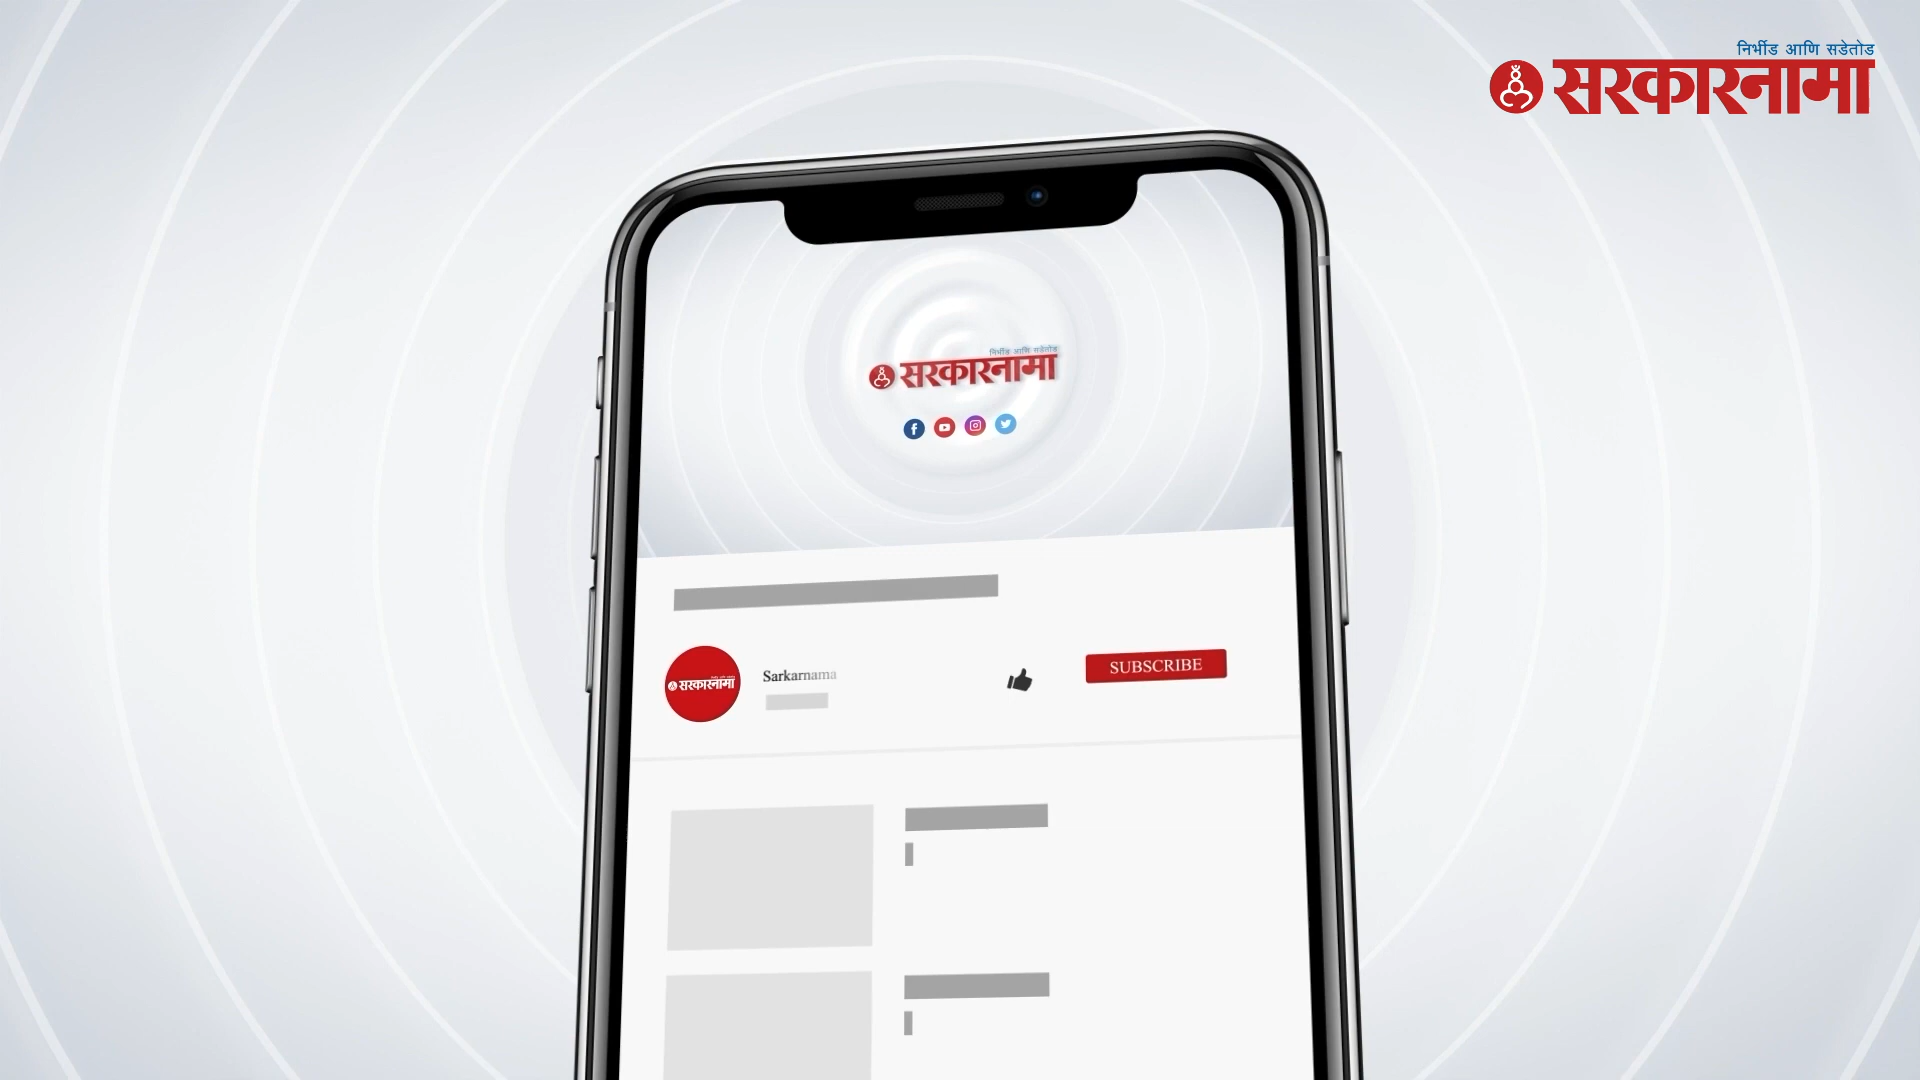 निर्भीड आणि सडेतोड
सरकारनामा
निर्भीड आणि सडेतोड
सरकारनामा
सरकारनामा
Sarkarnama
SUBSCRIBE